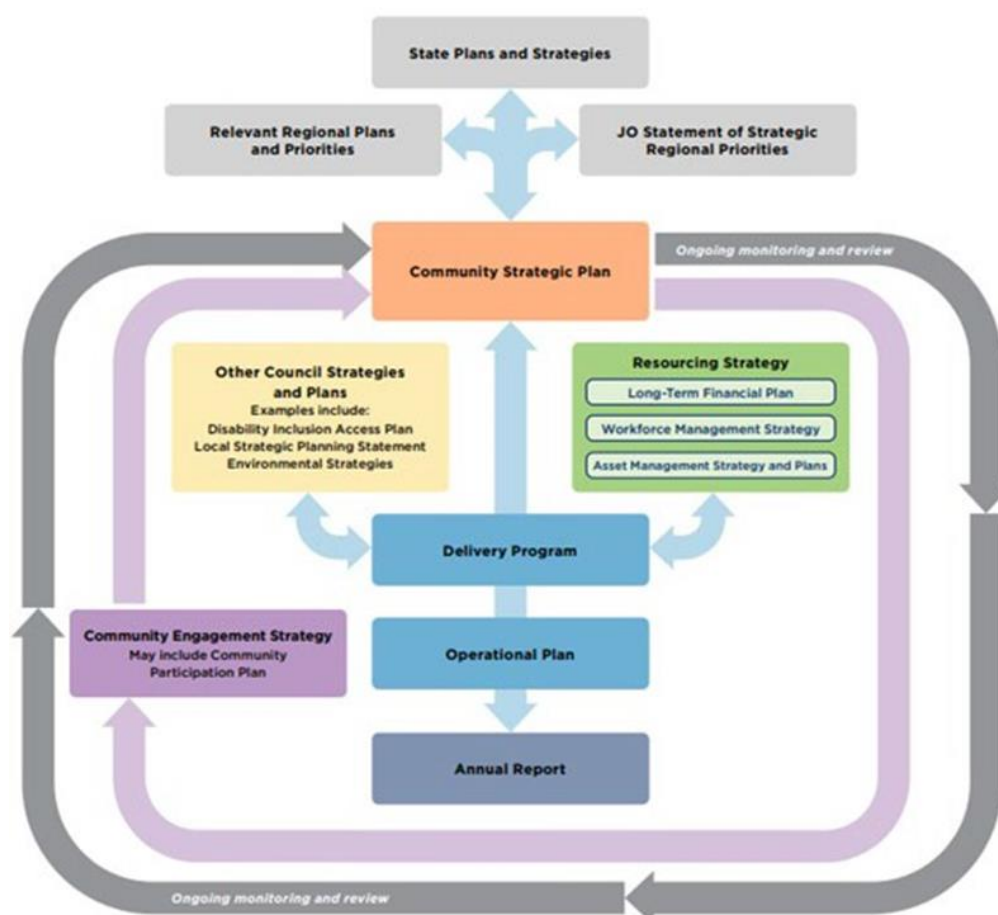 State Plans and Strategies
Relevant Regional Plans
and Priorities
JO Statement of Strategic
Regional Priorities
Ongoing monitoring and review
Community Strategic Plan
Other Council Strategies
and Plans
Examples include:
Disability Inclusion Access Plan
Local Strategic Planning Statement
Environmental Strategies
Resourcing Strategy
Long-Term Financial Plan
Workforce Management Strategy
Asset Management Strategy and Plans
Delivery Program
Community Engagement Strategy
May include Community
Participation Plan
Operational Plan
Annual Report
Ongoing monitoring and review